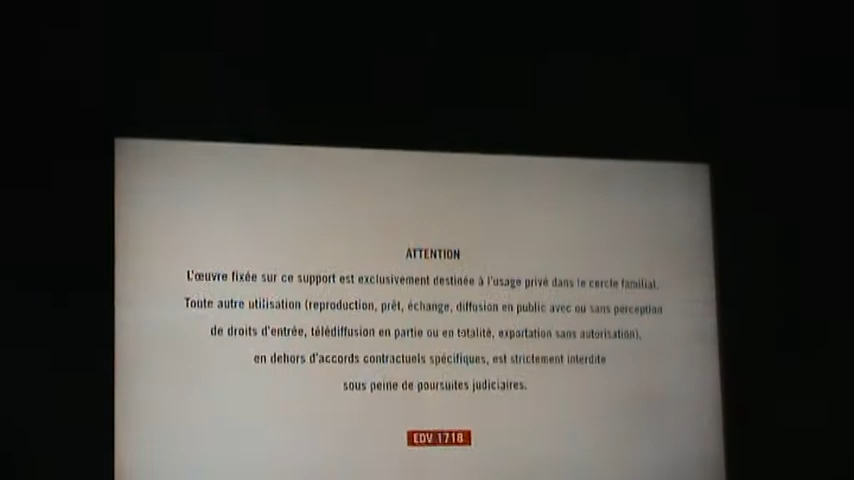 ATTENTION
L'œuvre fixée sur ce support est exclusivement destinée à l'usage privé dans le cercle familial.
Toute autre utilisation (reproduction, prêt, échange, diffusion en public avec ou sans perception
de droits d'entrée, télédiffusion en partie ou en totalité, exportation sans autorisation),
en dehors d'accords contractuels spécifiques, est strictement interdite
sous peine de poursuites judiciaires.
EDV 1718